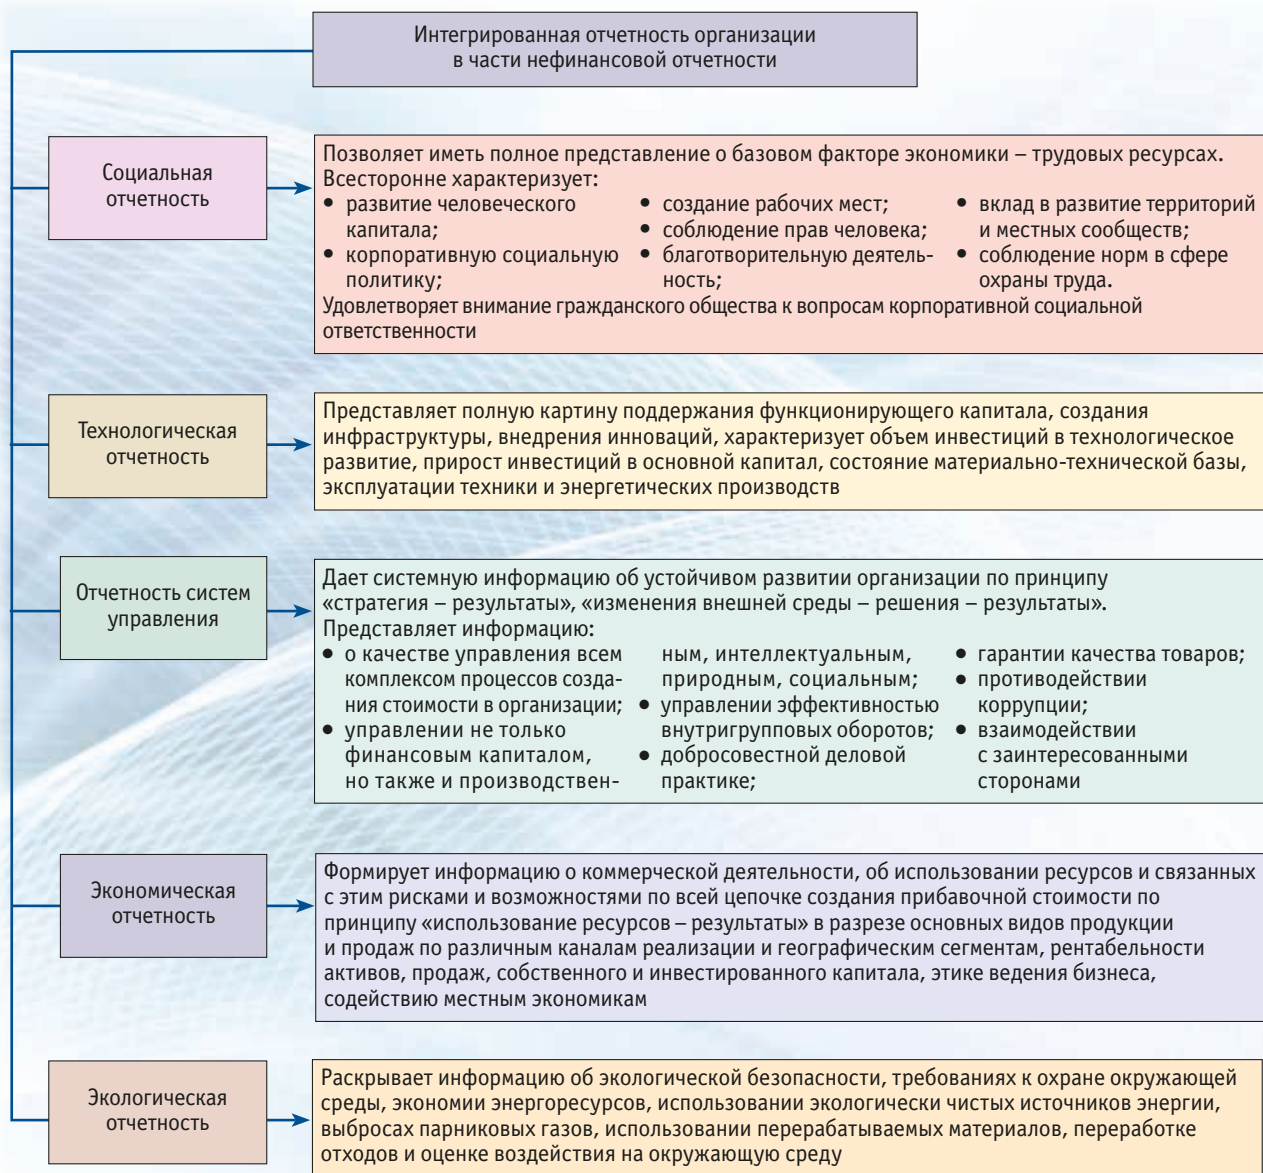 Интегрированная отчетность организации
в части нефинансовой отчетности
Социальная
отчетность
Позволяет иметь полное представление о базовом факторе экономики – трудовых ресурсах.
Всесторонне характеризует:
• развитие человеческого
капитала;
• корпоративную социальную
политику;
• создание рабочих мест;
• соблюдение прав человека;
• благотворительную деятель-
ность;
• вклад в развитие территорий
и местных сообществ;
• соблюдение норм в сфере
охраны труда.
Удовлетворяет внимание гражданского общества к вопросам корпоративной социальной
ответственности
Технологическая
отчетность
Представляет полную картину поддержания функционирующего капитала, создания
инфраструктуры, внедрения инноваций, характеризует объем инвестиций в технологическое
развитие, прирост инвестиций в основной капитал, состояние материально-технической базы,
эксплуатации техники и энергетических производств
Отчетность систем
управления
Дает системную информацию об устойчивом развитии организации по принципу
«стратегия – результаты», «изменения внешней среды – решения – результаты».
Представляет информацию:
• о качестве управления всем
комплексом процессов созда-
ния стоимости в организации;
• управлении не только
финансовым капиталом,
но также и производствен-
ным, интеллектуальным,
природным, социальным;
• управлении эффективностью
внутригрупповых оборотов;
• добросовестной деловой
практике;
• гарантии качества товаров;
• противодействии
коррупции;
• взаимодействии
с заинтересованными
сторонами
Экономическая
отчетность
Формирует информацию о коммерческой деятельности, об использовании ресурсов и связанных
с этим рисками и возможностями по всей цепочке создания прибавочной стоимости по
принципу «использование ресурсов – результаты» в разрезе основных видов продукции
и продаж по различным каналам реализации и географическим сегментам, рентабельности
активов, продаж, собственного и инвестированного капитала, этике ведения бизнеса,
содействию местным экономикам
Экологическая
отчетность
Раскрывает информацию об экологической безопасности, требованиях к охране окружающей
среды, экономии энергоресурсов, использовании экологически чистых источников энергии,
выбросах парниковых газов, использовании перерабатываемых материалов, переработке
отходов и оценке воздействия на окружающую среду